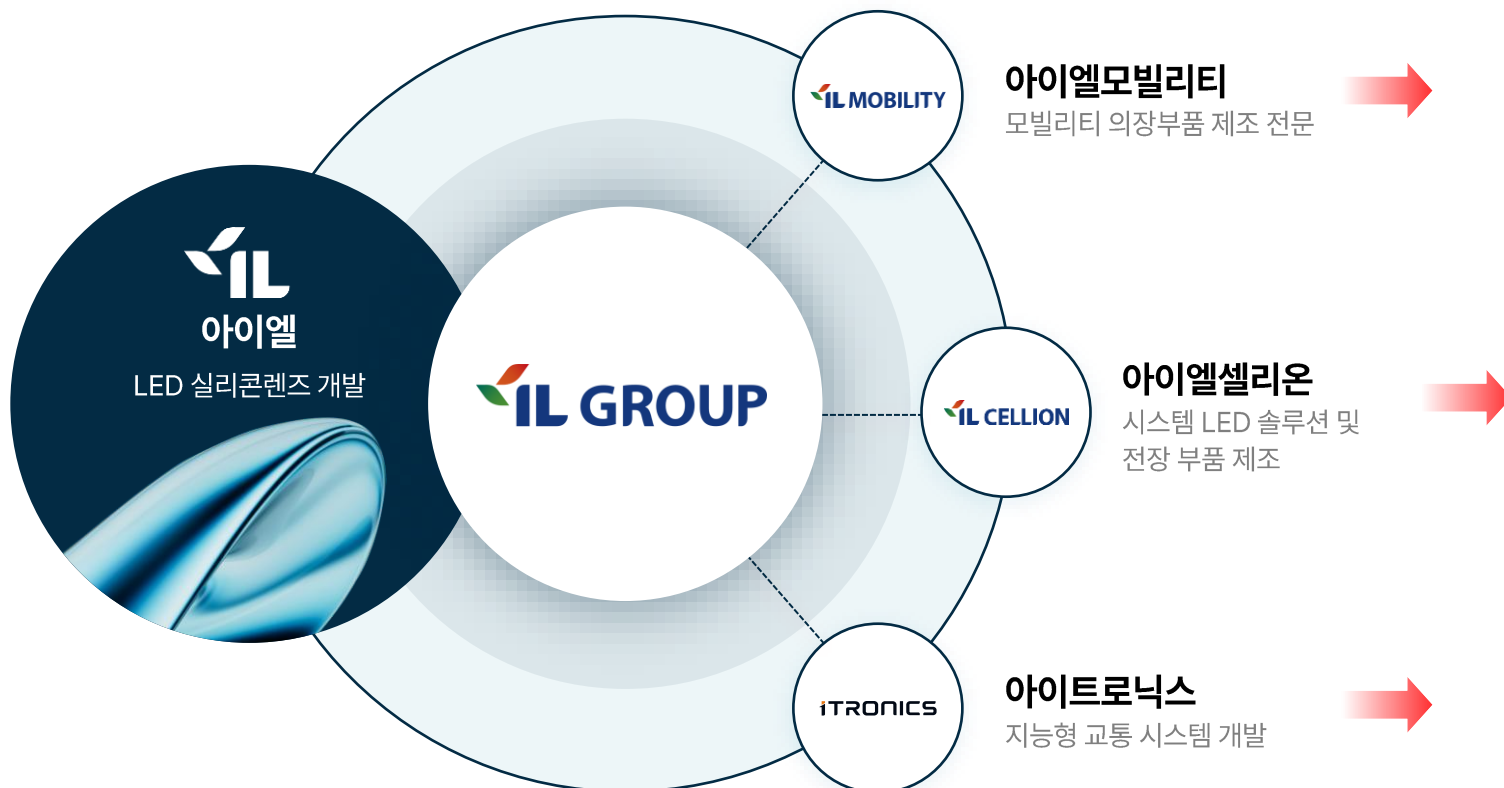 IL
아이엘
LED 실리콘렌즈 개발
IL GROUP
IL MOBILITY
아이엘모빌리티
모빌리티 의장부품 제조 전문
IL CELLION
아이엘셀리온
시스템 LED 솔루션 및
전장 부품 제조
iTRONICS
아이트로닉스
지능형 교통 시스템 개발